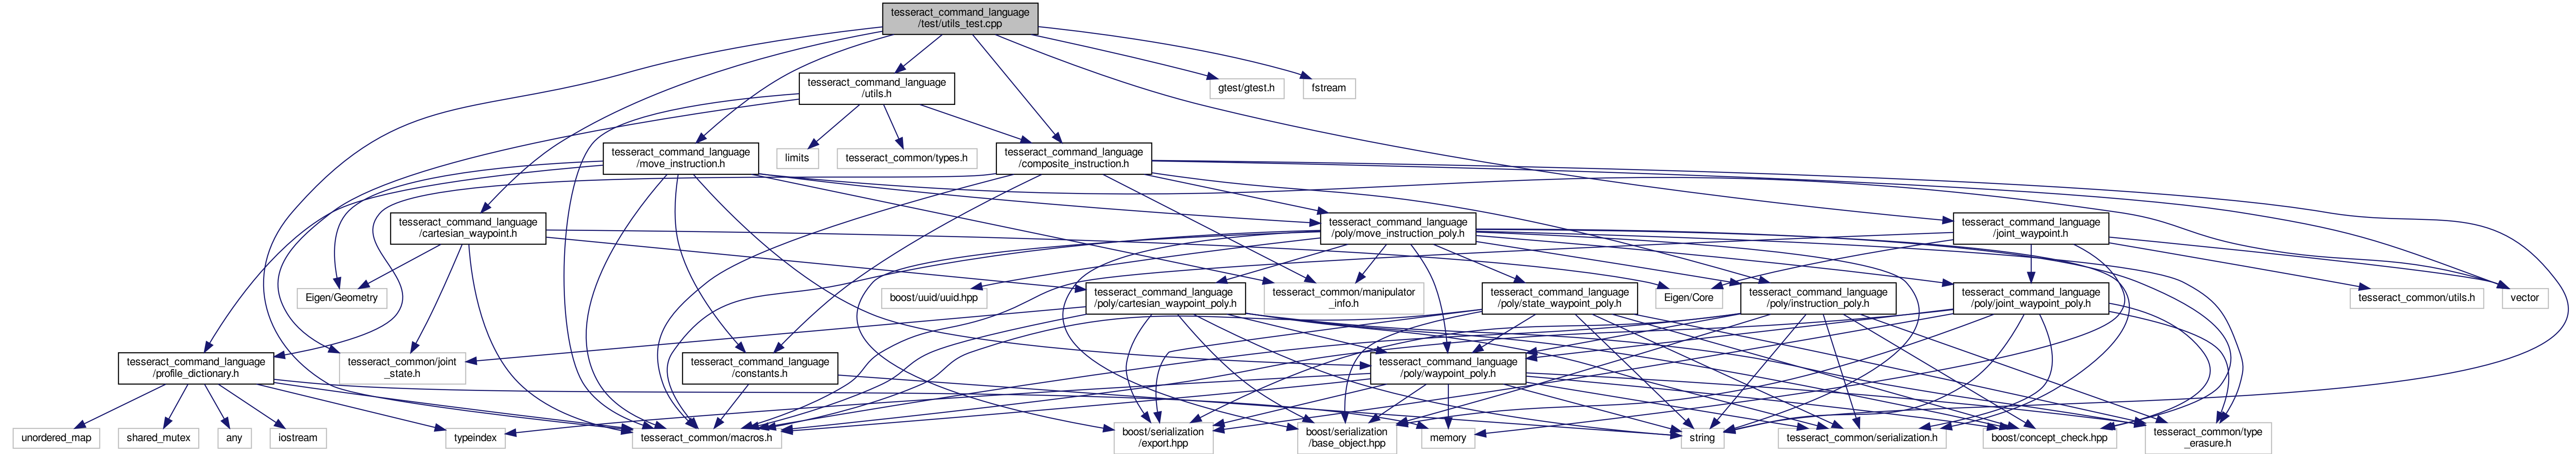 tesseract_command_language
/test/utils_test.cpp
tesseract_command_language
/utils.h
gtest/gtest.h
fstream
tesseract_command_language
/move_instruction.h
limits
tesseract_common/types.h
tesseract_command_language
/composite_instruction.h
tesseract_command_language
/cartesian_waypoint.h
tesseract_command_language
/poly/move_instruction_poly.h
tesseract_command_language
/joint_waypoint.h
Eigen/Geometry
boost/uuid/uuid.hpp
tesseract_command_language
/poly/cartesian_waypoint_poly.h
tesseract_common/manipulator
_info.h
tesseract_command_language
/poly/state_waypoint_poly.h
Eigen/Core
tesseract_command_language
/poly/instruction_poly.h
tesseract_command_language
/poly/joint_waypoint_poly.h
tesseract_common/utils.h
vector
tesseract_command_language
/profile_dictionary.h
tesseract_common/joint
_state.h
tesseract_command_language
/constants.h
tesseract_command_language
/poly/waypoint_poly.h
unordered_map
shared_mutex
any
iostream
typeindex
tesseract_common/macros.h
boost/serialization
/export.hpp
boost/serialization
/base_object.hpp
memory
string
tesseract_common/serialization.h
boost/concept_check.hpp
tesseract_common/type
_erasure.h